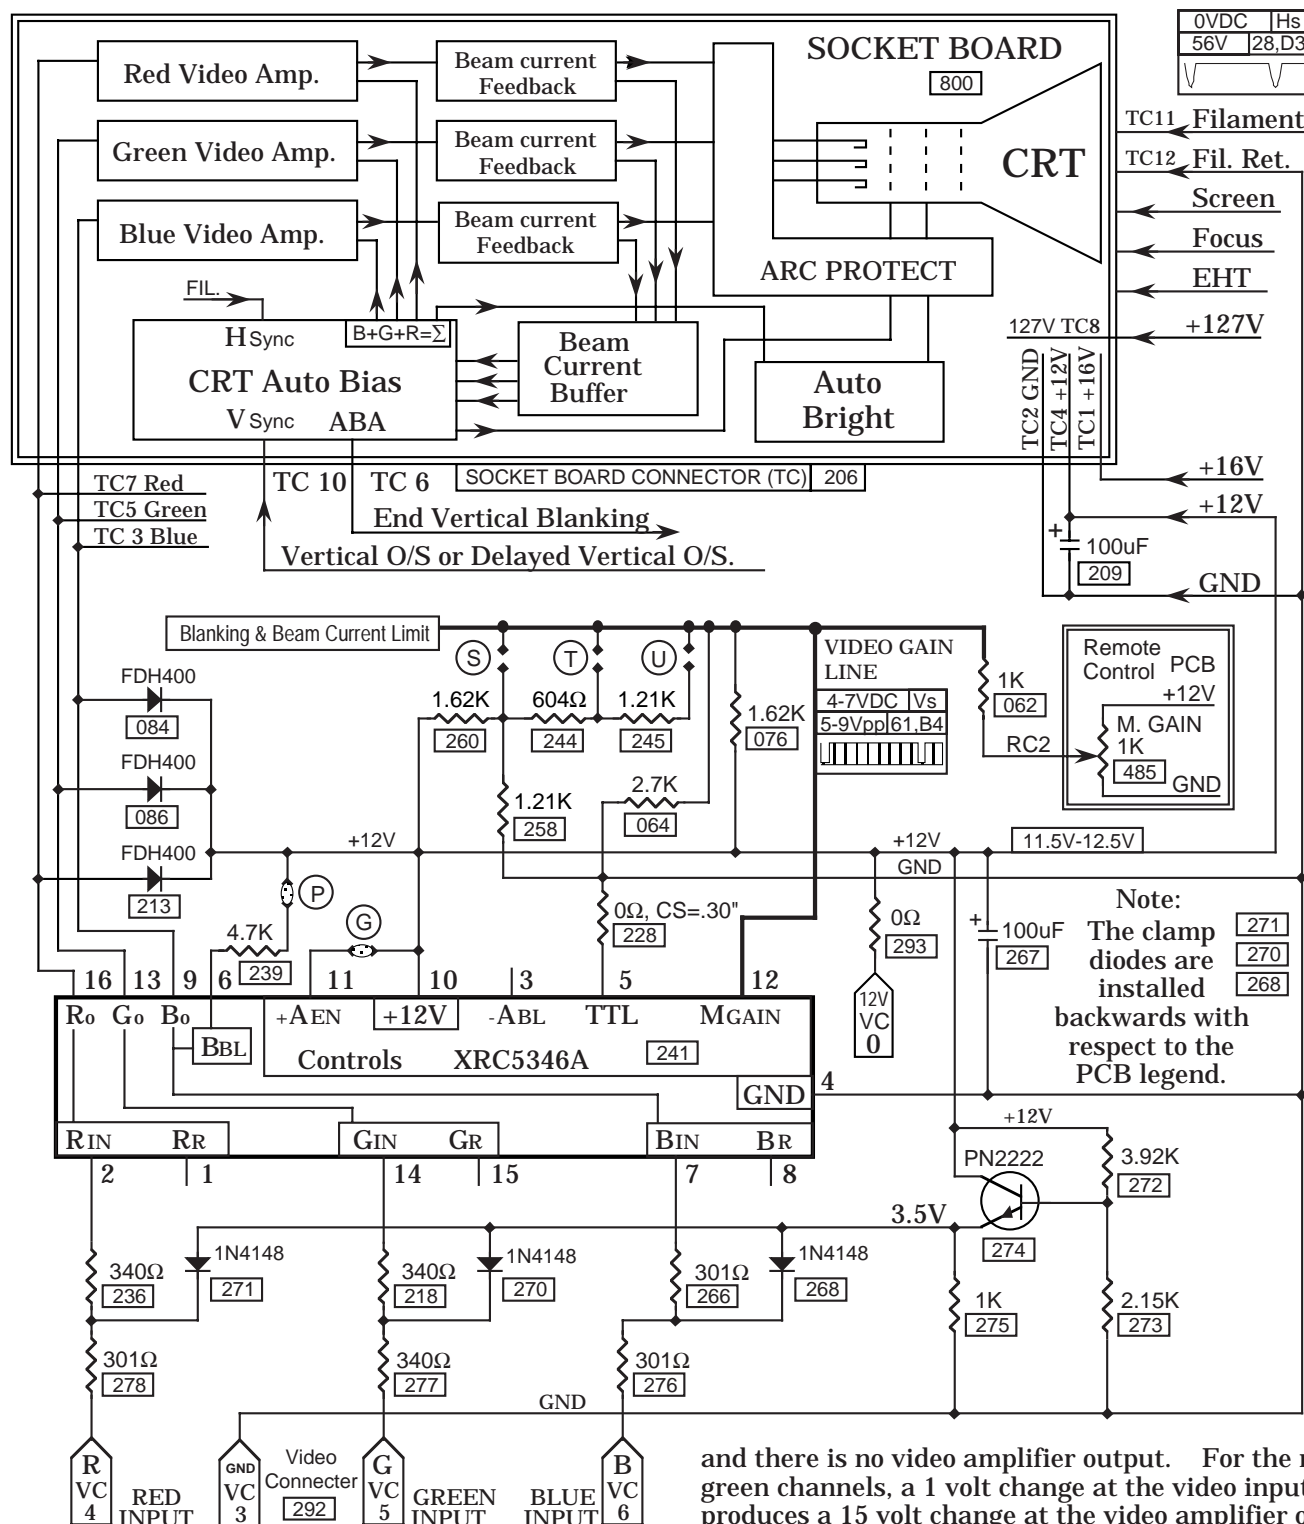 SOCKET BOARD
800
0VDC Hs
56V 28,D3
Red Video Amp.
Beam current
Feedback
Green Video Amp.
Beam current
Feedback
Blue Video Amp.
Beam current
Feedback
CRT
ARC PROTECT
TC11 Filament
TC12 Fil. Ret.
Screen
Focus
EHT
127V TC8 +127V
FIL.
H Sync
B+G+R=Σ
CRT Auto Bias
V Sync ABA
Beam
Current
Buffer
Auto
Bright
TC2 GND
TC4 +12V
TC1 +16V
+16V
+12V
+
100uF
209
GND
TC 10 TC 6
SOCKET BOARD CONNECTOR (TC) 206
TC7 Red
TC5 Green
TC 3 Blue
End Vertical Blanking
Vertical O/S or Delayed Vertical O/S.
Blanking & Beam Current Limit
S T U
VIDEO GAIN
LINE
4-7VDC Vs
5-9Vpp 61,B4
1K
062
RC2
Remote
Control PCB
+12V
M. GAIN
1K
485
GND
FDH400
084
FDH400
086
FDH400
213
1.62K
260
604Ω
244
1.21K
245
1.62K
076
1.21K
258
2.7K
064
+12V
+12V
11.5V-12.5V
GND
P
G
4.7K
239
0Ω, CS=.30"
228
0Ω
293
12V
VC
0
+
100uF
267
Note:
The clamp
diodes are
installed
backwards with
respect to the
PCB legend.
271
270
268
16 13 9 6 11 10 3 5 12
Ro Go Bo
BBL
+AEN +12V -ABL TTL MGAIN
Controls XRC5346A 241
GND 4
RIN RR GIN GR BIN BR
2 1 14 15 7 8
+12V
PN2222
274
3.92K
272
3.5V
340Ω
236
1N4148
271
340Ω
218
1N4148
270
301Ω
266
1N4148
268
1K
275
2.15K
273
301Ω
278
340Ω
277
301Ω
276
GND
R
VC
4
RED
INPUT
GND
VC
3
Video
Connecter
292
G
VC
5
GREEN
INPUT
BLUE
INPUT
B
VC
6
and there is no video amplifier output. For the
green channels, a 1 volt change at the video input
produces a 15 volt change at the video amplifier